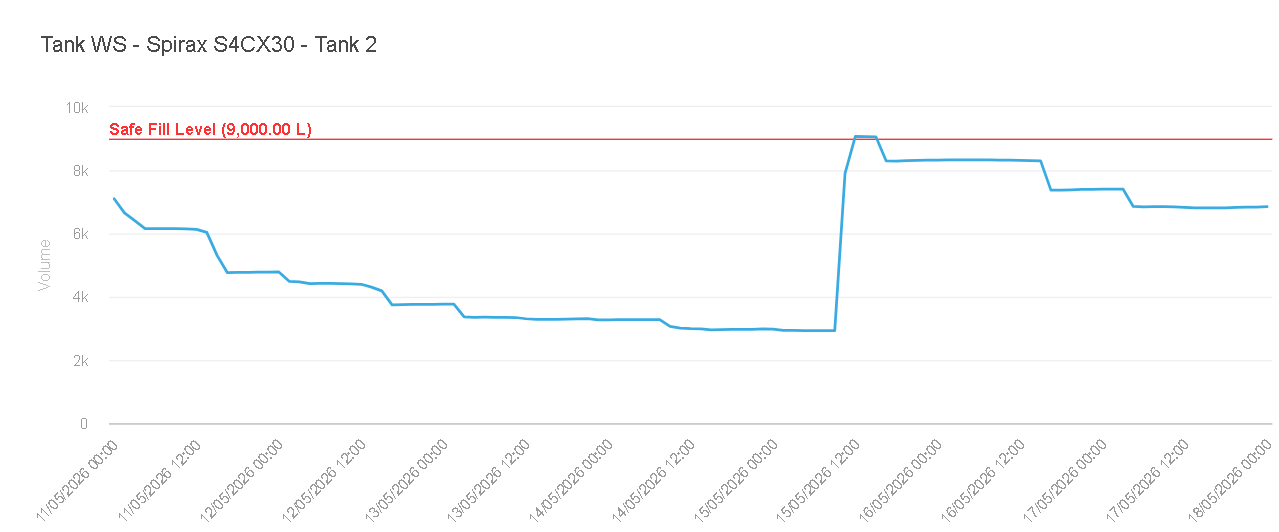 Tank WS - Spirax S4CX30 - Tank 2
10k
Safe Fill Level (9,000.00 L)
8k
6k
Volume
4k
2k
0
11/05/2026 00:00
11/05/2026 12:00
12/05/2026 00:00
12/05/2026 12:00
13/05/2026 00:00
13/05/2026 12:00
14/05/2026 00:00
14/05/2026 12:00
15/05/2026 00:00
15/05/2026 12:00
16/05/2026 00:00
16/05/2026 12:00
17/05/2026 00:00
17/05/2026 12:00
18/05/2026 00:00